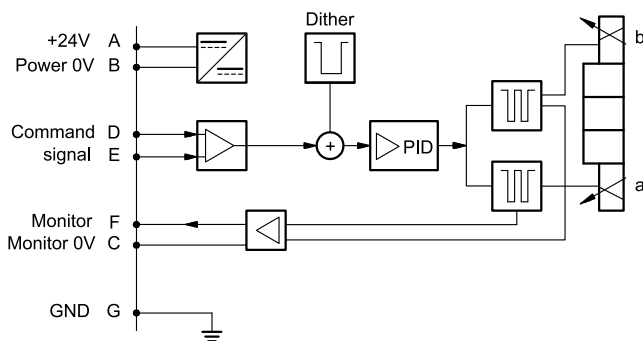 Dither
+24V A
Power 0V B
b
Command D
signal E
+
PID
a
Monitor F
Monitor 0V C
GND G